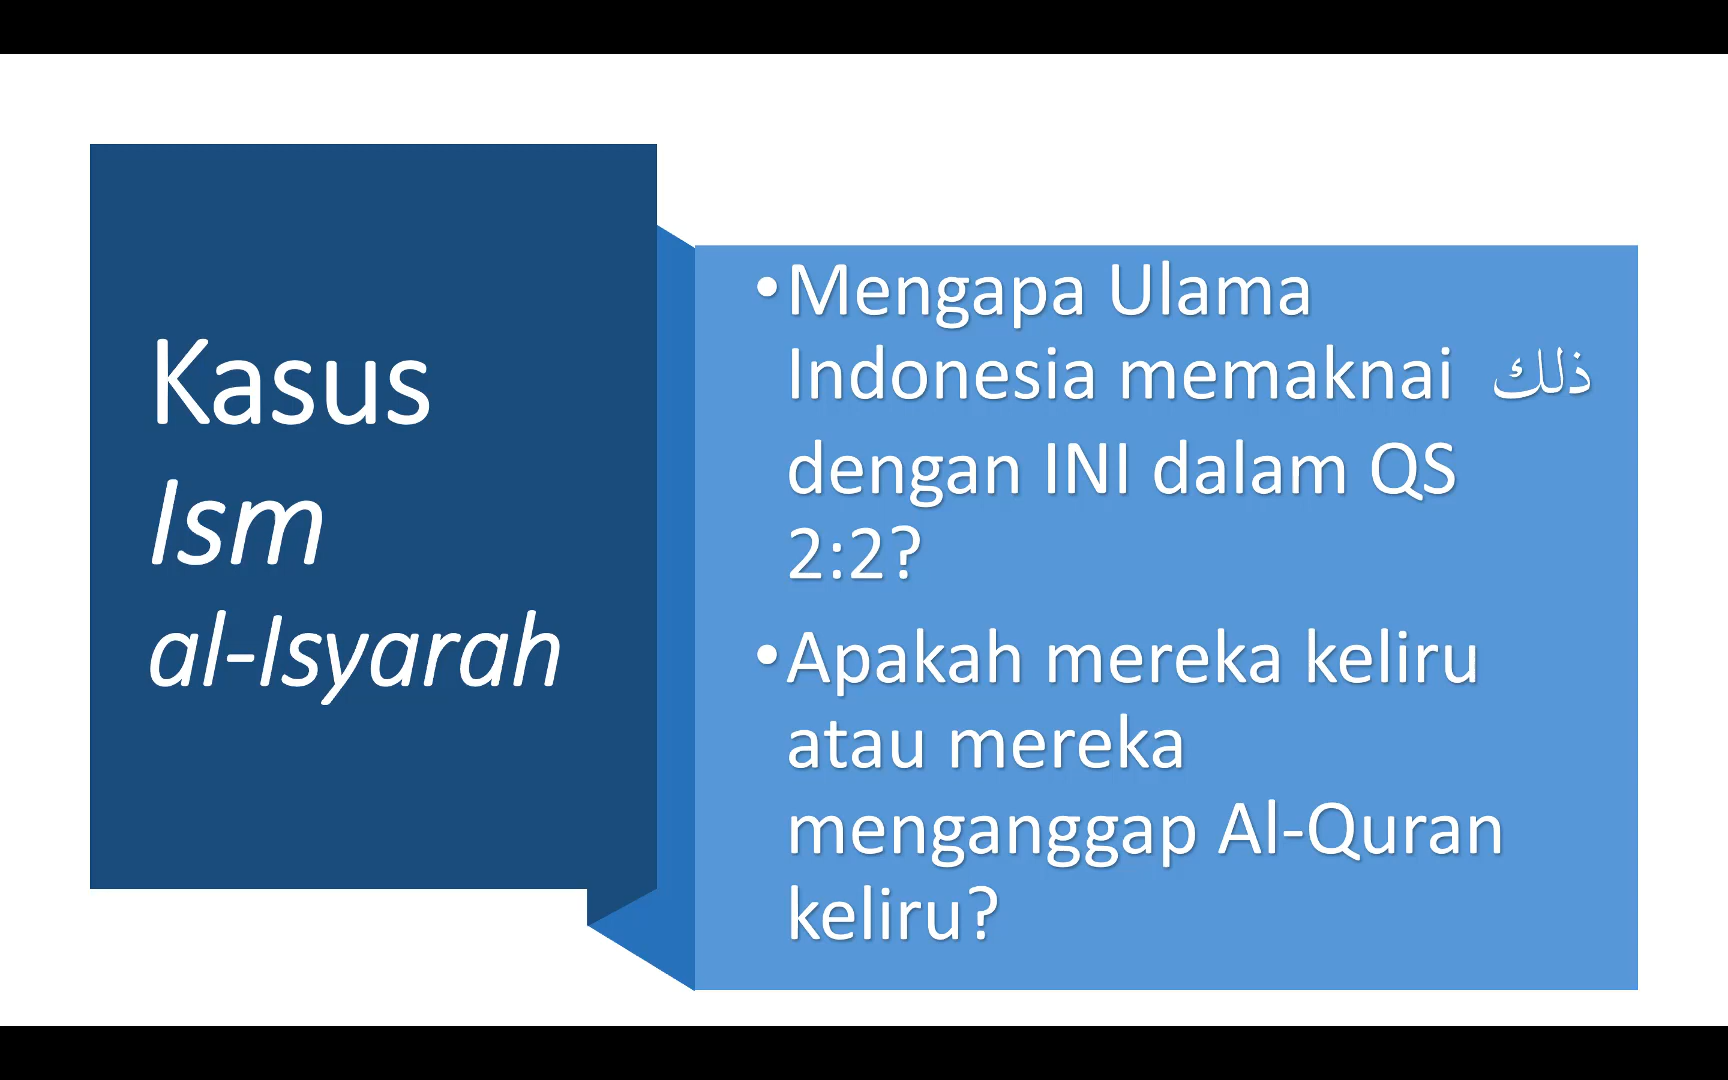 Kasus
Ism
al-Isyarah
•Mengapa Ulama
Indonesia memaknai ذلك
dengan INI dalam QS
2:2?
•Apakah mereka keliru
atau mereka
menganggap Al-Quran
keliru?